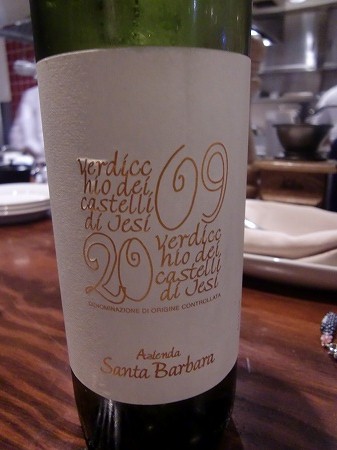 verdicc
hio dei
castelli
di Jesi
09
20
verdicc
hio dei
castelli
di Jesi
DENOMINAZIONE DI ORIGINE CONTROLLATA
Azienda
Santa Barbara